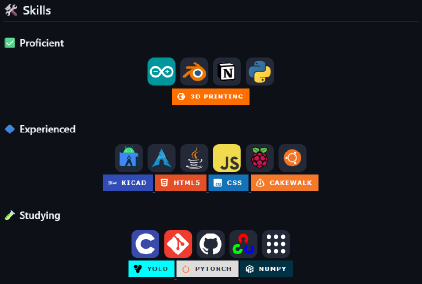 Skills
Proficient
3D PRINTING
Experienced
JS
KICAD HTML5 CSS CAKEWALK
Studying
C
YOLO PYTORCH NUMPY